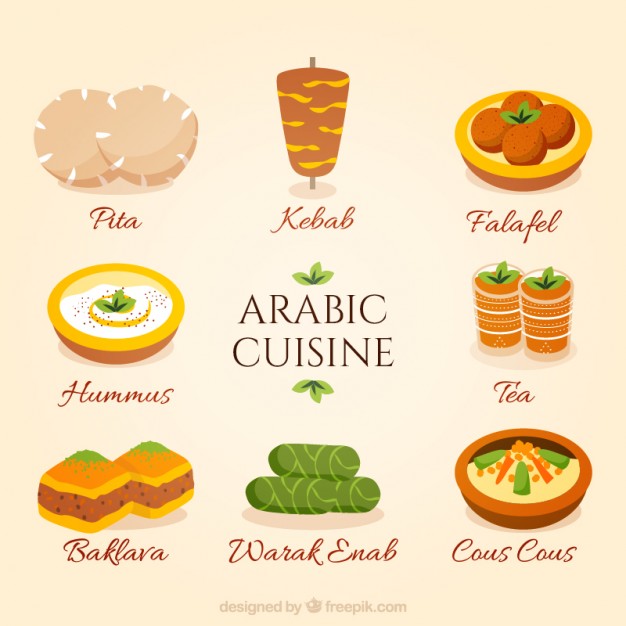 Pita
Kebab
Falafel
ARABIC
CUISINE
Hummus
Tea
Baklava
Warak Enab
Cous Cous
designed by freepik.com